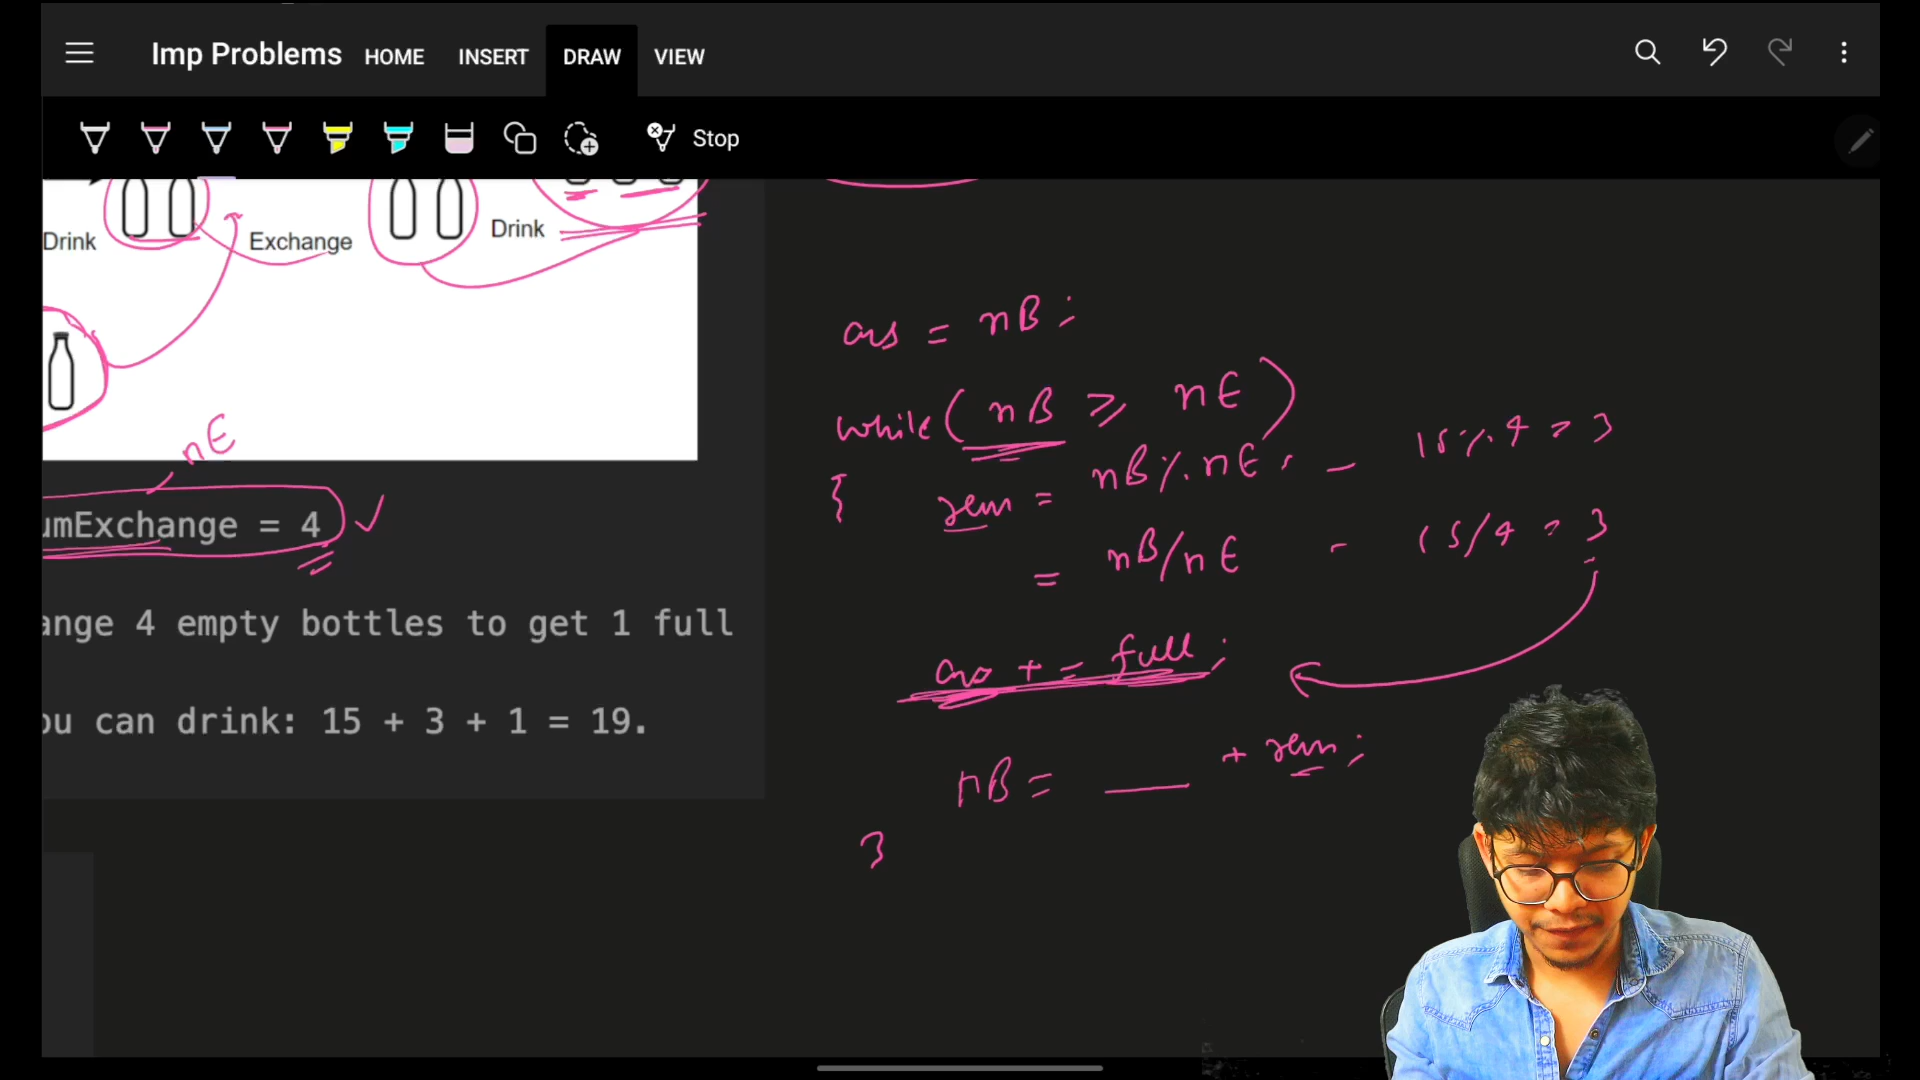 Imp Problems HOME INSERT DRAW VIEW
Stop
Drink Exchange Drink
nE
umExchange = 4
ange 4 empty bottles to get 1 full
ou can drink: 15 + 3 + 1 = 19.
ans = nB;
while( nB ≥ nE )
{ rem = nB%nE; - 15%4 = 3
= nB/nE - 15/4 = 3
ans += full;
nB = __ + rem;
}